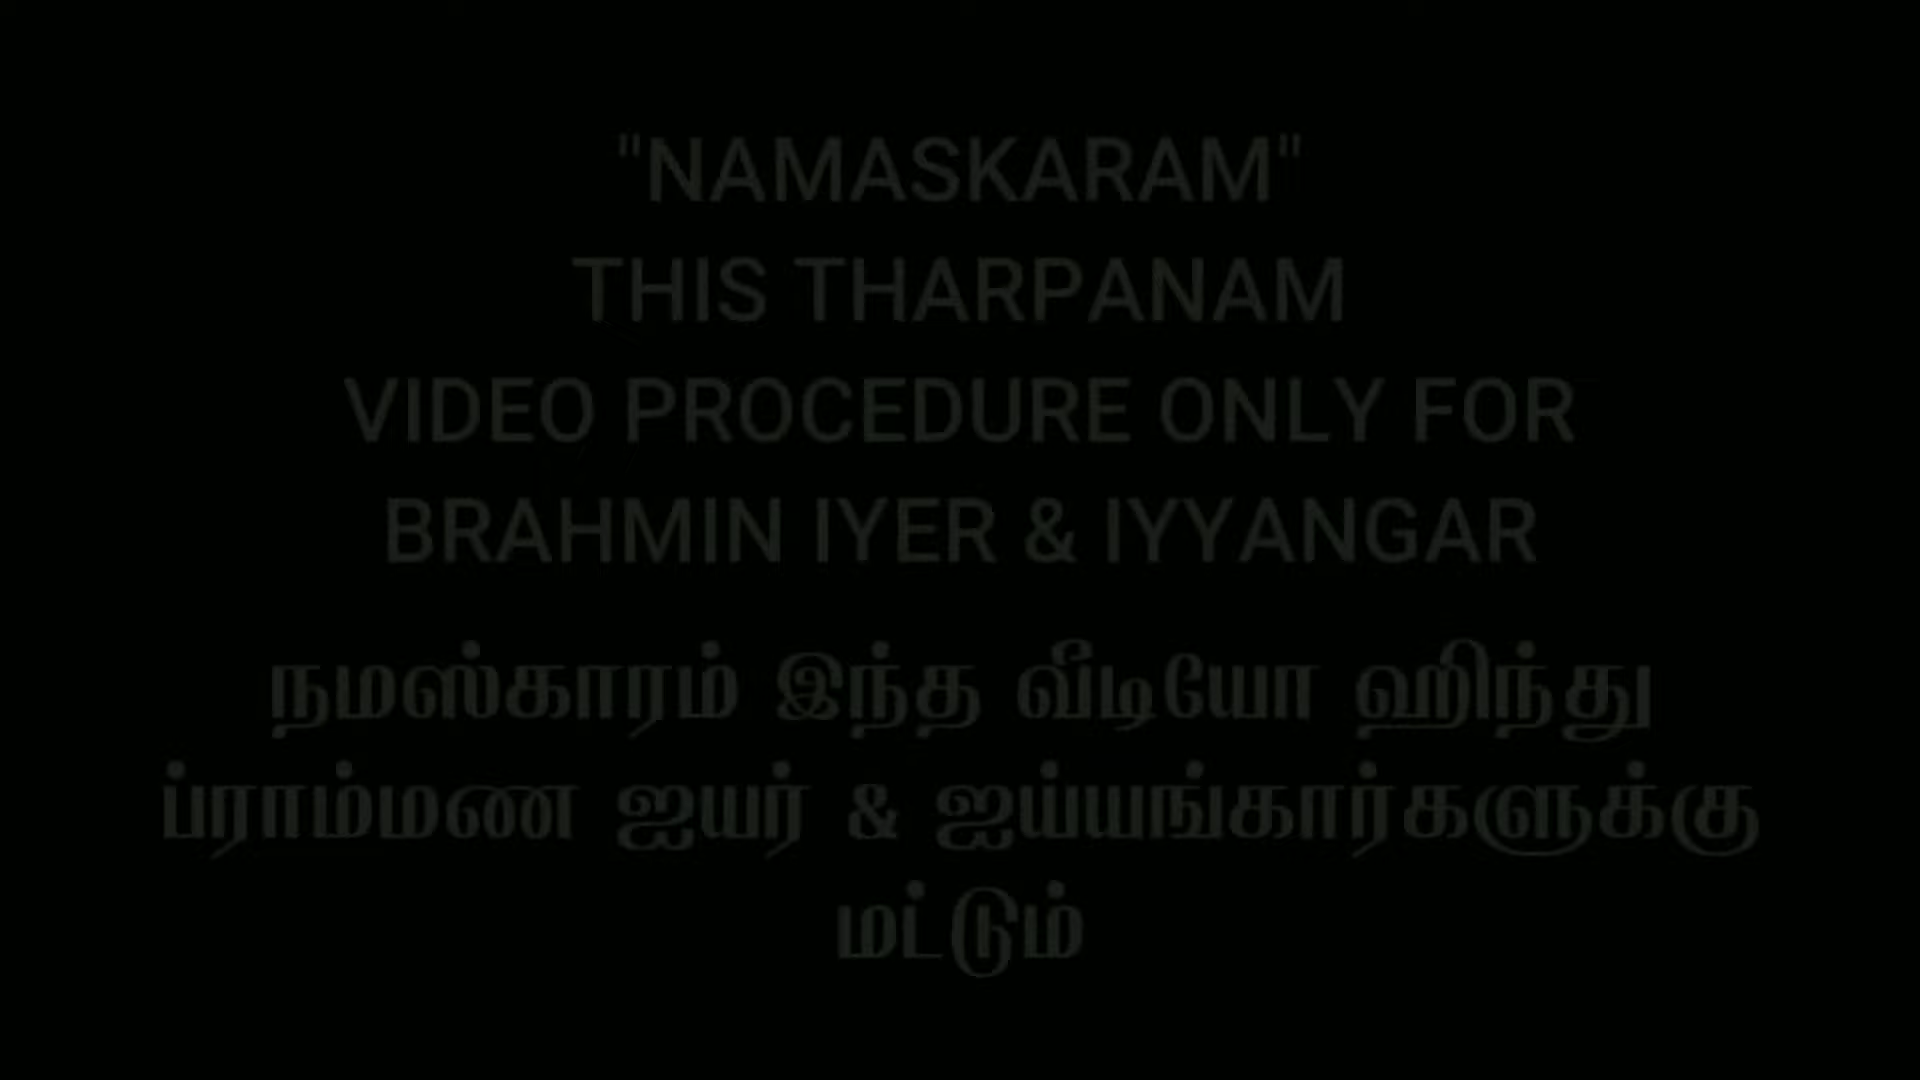 "NAMASKARAM"
THIS THARPANAM
VIDEO PROCEDURE ONLY FOR
BRAHMIN IYER & IYYANGAR
நமஸ்காரம் இந்த வீடியோ ஹிந்து
ப்ராம்மண ஐயர் & ஐய்யங்கார்களுக்கு
மட்டும்